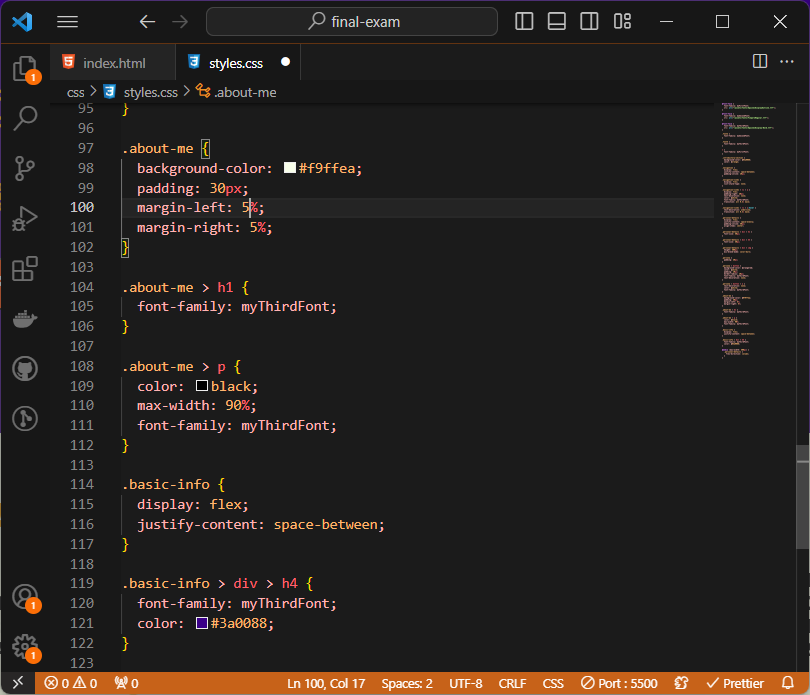 final-exam
index.html
styles.css
css > styles.css > .about-me
95 }
96
97 .about-me {
98 background-color: #f9ffea;
99 padding: 30px;
100 margin-left: 5%;
101 margin-right: 5%;
102 }
103
104 .about-me > h1 {
105 font-family: myThirdFont;
106 }
107
108 .about-me > p {
109 color: black;
110 max-width: 90%;
111 font-family: myThirdFont;
112 }
113
114 .basic-info {
115 display: flex;
116 justify-content: space-between;
117 }
118
119 .basic-info > div > h4 {
120 font-family: myThirdFont;
121 color: #3a0088;
122 }
123
1
1
1
0 0 0 Ln 100, Col 17 Spaces: 2 UTF-8 CRLF CSS Port : 5500 Prettier